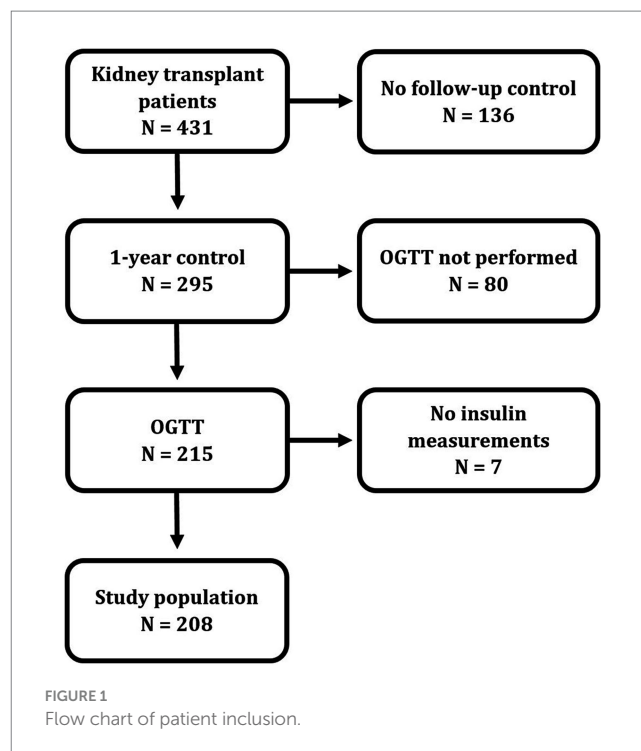 Kidney transplant
patients
N = 431
No follow-up control
N = 136
1-year control
N = 295
OGTT not performed
N = 80
OGTT
N = 215
No insulin
measurements
N = 7
Study population
N = 208
FIGURE 1
Flow chart of patient inclusion.